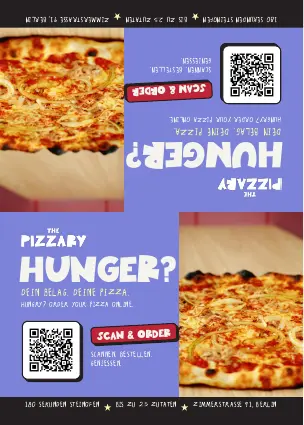 180 SEKUNDEN STEINOFEN ★ BIS ZU 25 ZUTATEN ★ ZIMMERSTRASSE 41, BERLIN
THE
PIZZARY
HUNGER?
DEIN BELAG. DEINE PIZZA.
HUNGRY? ORDER YOUR PIZZA ONLINE.
SCAN & ORDER
SCANNEN. BESTELLEN.
GENIESSEN.
THE
PIZZARY
HUNGER?
DEIN BELAG. DEINE PIZZA.
HUNGRY? ORDER YOUR PIZZA ONLINE.
SCAN & ORDER
SCANNEN. BESTELLEN.
GENIESSEN.
180 SEKUNDEN STEINOFEN ★ BIS ZU 25 ZUTATEN ★ ZIMMERSTRASSE 41, BERLIN